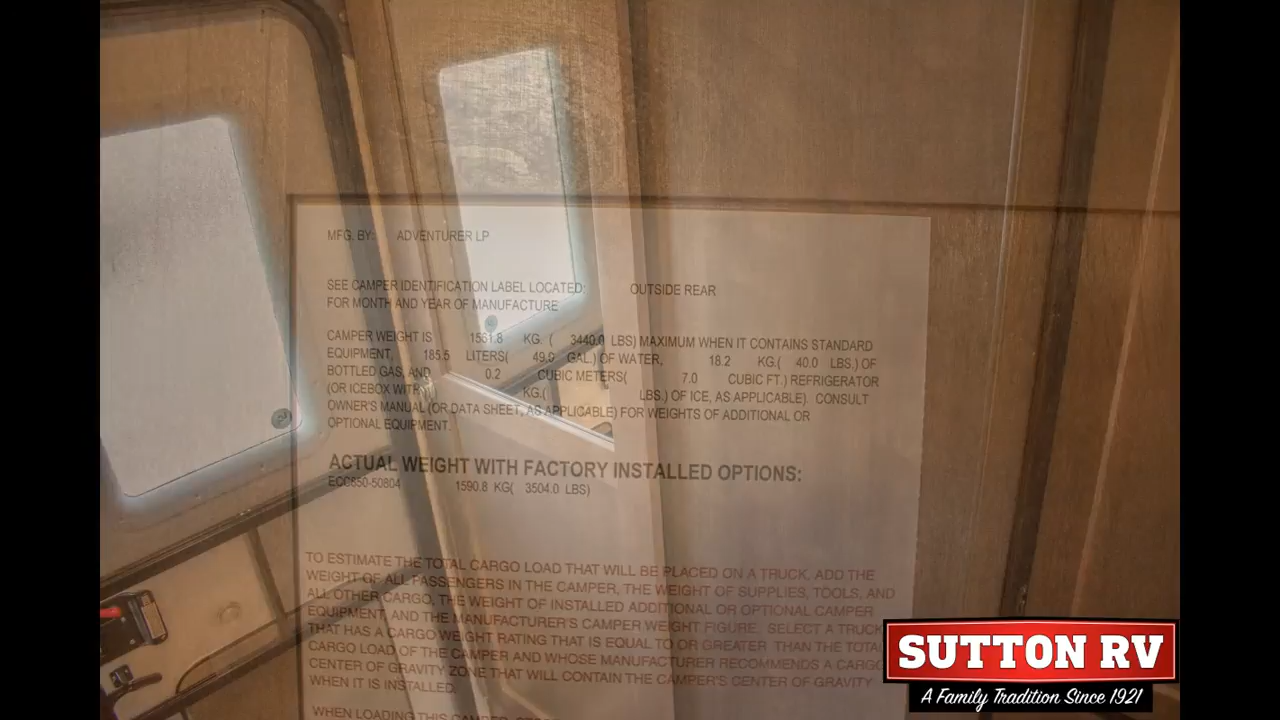 MFG. BY: ADVENTURER LP
SEE CAMPER IDENTIFICATION LABEL LOCATED: OUTSIDE REAR
FOR MONTH AND YEAR OF MANUFACTURE
CAMPER WEIGHT IS 1561.8 KG. ( 3440.0 LBS) MAXIMUM WHEN IT CONTAINS STANDARD
EQUIPMENT, 185.5 LITERS( 49.0 GAL.) OF WATER, 18.2 KG.( 40.0 LBS.) OF
BOTTLED GAS, AND 0.2 CUBIC METERS( 7.0 CUBIC FT.) REFRIGERATOR
(OR ICEBOX WITH KG.( LBS.) OF ICE, AS APPLICABLE). CONSULT
OWNER'S MANUAL (OR DATA SHEET, AS APPLICABLE) FOR WEIGHTS OF ADDITIONAL OR
OPTIONAL EQUIPMENT.
ACTUAL WEIGHT WITH FACTORY INSTALLED OPTIONS:
ECC850-50804 1590.8 KG( 3504.0 LBS)
TO ESTIMATE THE TOTAL CARGO LOAD THAT WILL BE PLACED ON A TRUCK, ADD THE
WEIGHT OF ALL PASSENGERS IN THE CAMPER, THE WEIGHT OF SUPPLIES, TOOLS, AND
ALL OTHER CARGO, THE WEIGHT OF INSTALLED ADDITIONAL OR OPTIONAL CAMPER
EQUIPMENT, AND THE MANUFACTURER'S CAMPER WEIGHT FIGURE. SELECT A TRUCK
THAT HAS A CARGO WEIGHT RATING THAT IS EQUAL TO OR GREATER THAN THE TOTAL
CARGO LOAD OF THE CAMPER AND WHOSE MANUFACTURER RECOMMENDS A CARGO
CENTER OF GRAVITY ZONE THAT WILL CONTAIN THE CAMPER'S CENTER OF GRAVITY
WHEN IT IS INSTALLED.
WHEN LOADING THIS CAMPER,
SUTTON RV
A Family Tradition Since 1921